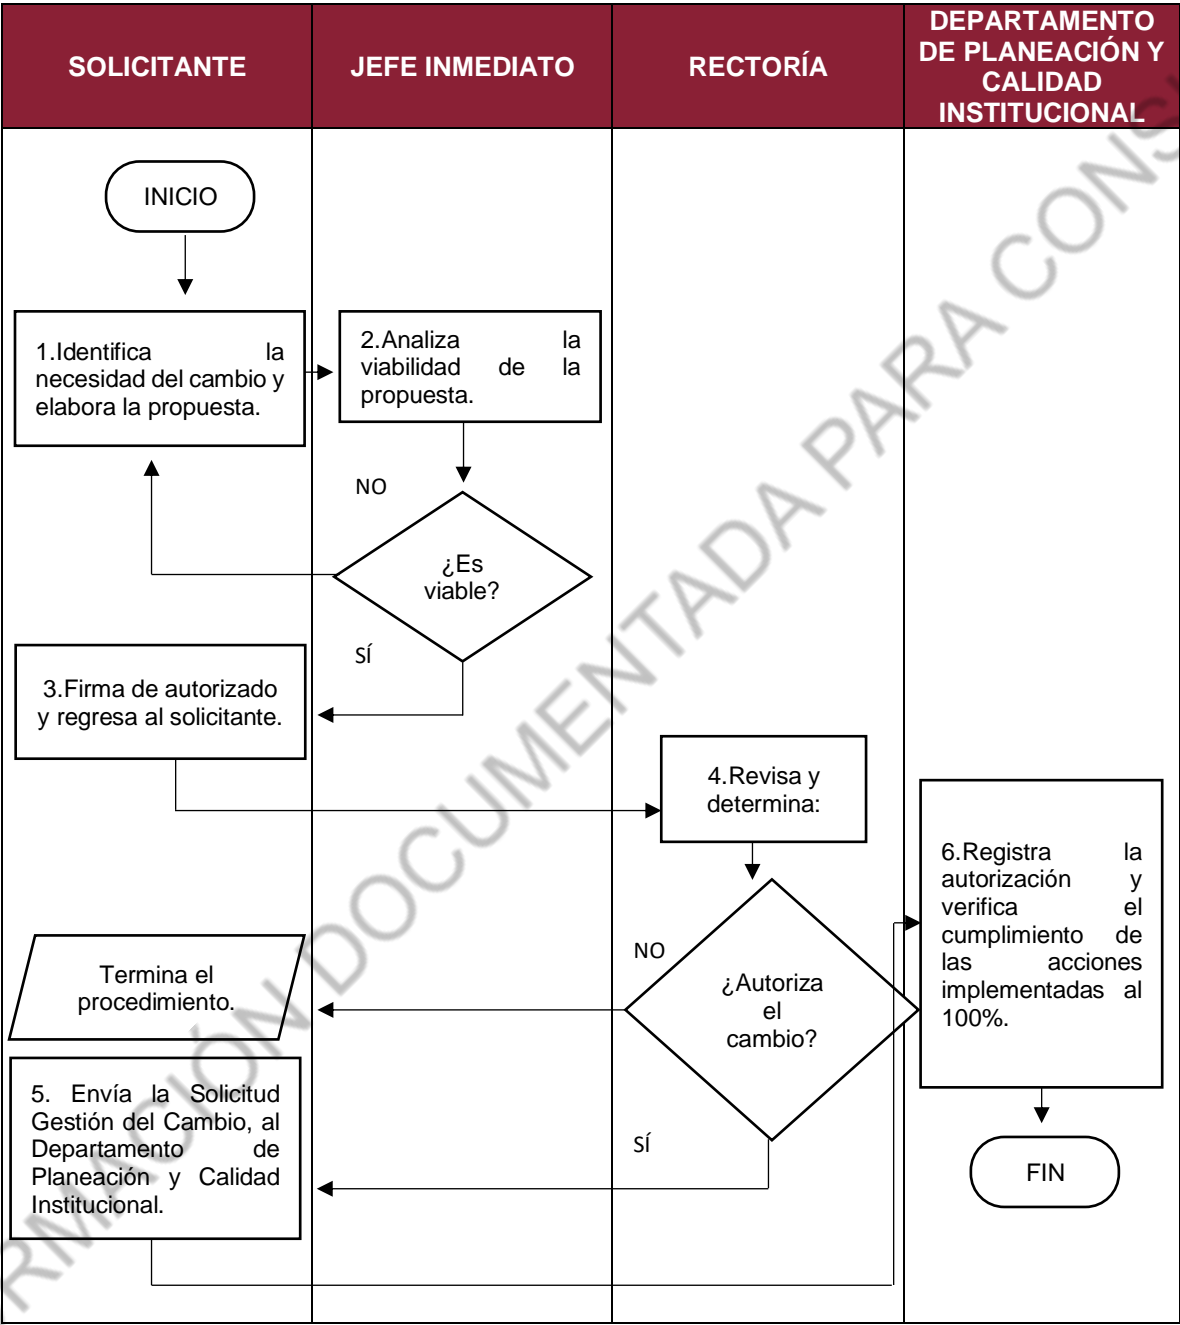 SOLICITANTE
JEFE INMEDIATO
RECTORÍA
DEPARTAMENTO
DE PLANEACIÓN Y
CALIDAD
INSTITUCIONAL
INICIO
1.Identifica la
necesidad del cambio y
elabora la propuesta.
2.Analiza la
viabilidad de la
propuesta.
NO
¿Es
viable?
SÍ
3.Firma de autorizado
y regresa al solicitante.
4.Revisa y
determina:
NO
¿Autoriza
el
cambio?
SÍ
Termina el
procedimiento.
5. Envía la Solicitud
Gestión del Cambio, al
Departamento de
Planeación y Calidad
Institucional.
6.Registra la
autorización y
verifica el
cumplimiento de
las acciones
implementadas al
100%.
FIN
RMACIÓN DOCUMENTADA PARA CONS